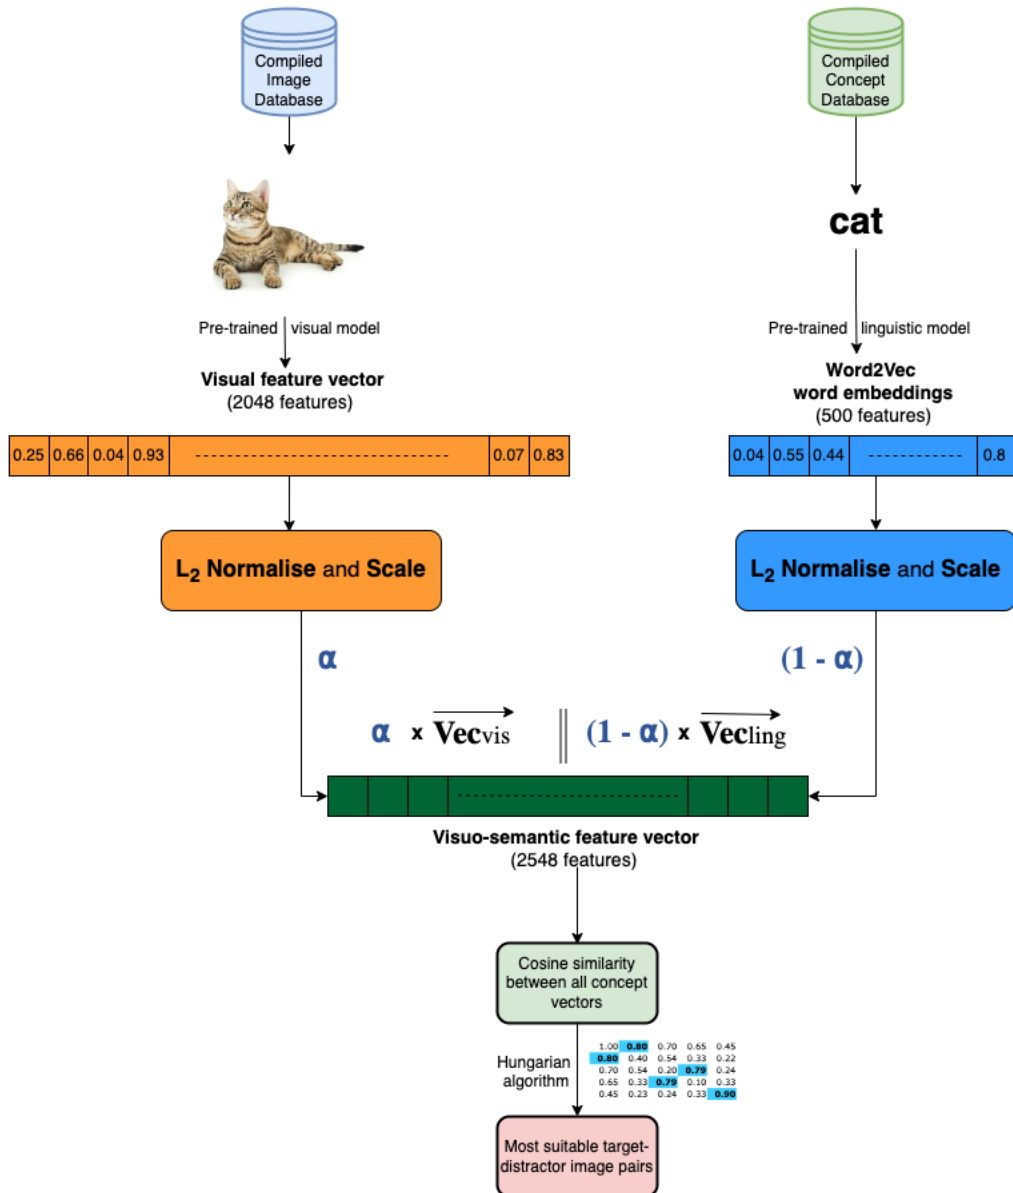 Compiled
Image
Database
Compiled
Concept
Database
cat
Pre-trained visual model
Pre-trained linguistic model
Visual feature vector
(2048 features)
Word2Vec
word embeddings
(500 features)
0.25 0.66 0.04 0.93 0.07 0.83
0.04 0.55 0.44 0.8
L₂ Normalise and Scale
L₂ Normalise and Scale
α
(1 - α)
α x Vecvis || (1 - α) x Vecling
Visuo-semantic feature vector
(2548 features)
Cosine similarity
between all concept
vectors
Hungarian
algorithm
1.00 0.80 0.70 0.65 0.45
0.80 0.40 0.54 0.33 0.22
0.70 0.54 0.20 0.79 0.24
0.65 0.33 0.79 0.10 0.33
0.45 0.23 0.24 0.33 0.90
Most suitable target-
distractor image pairs